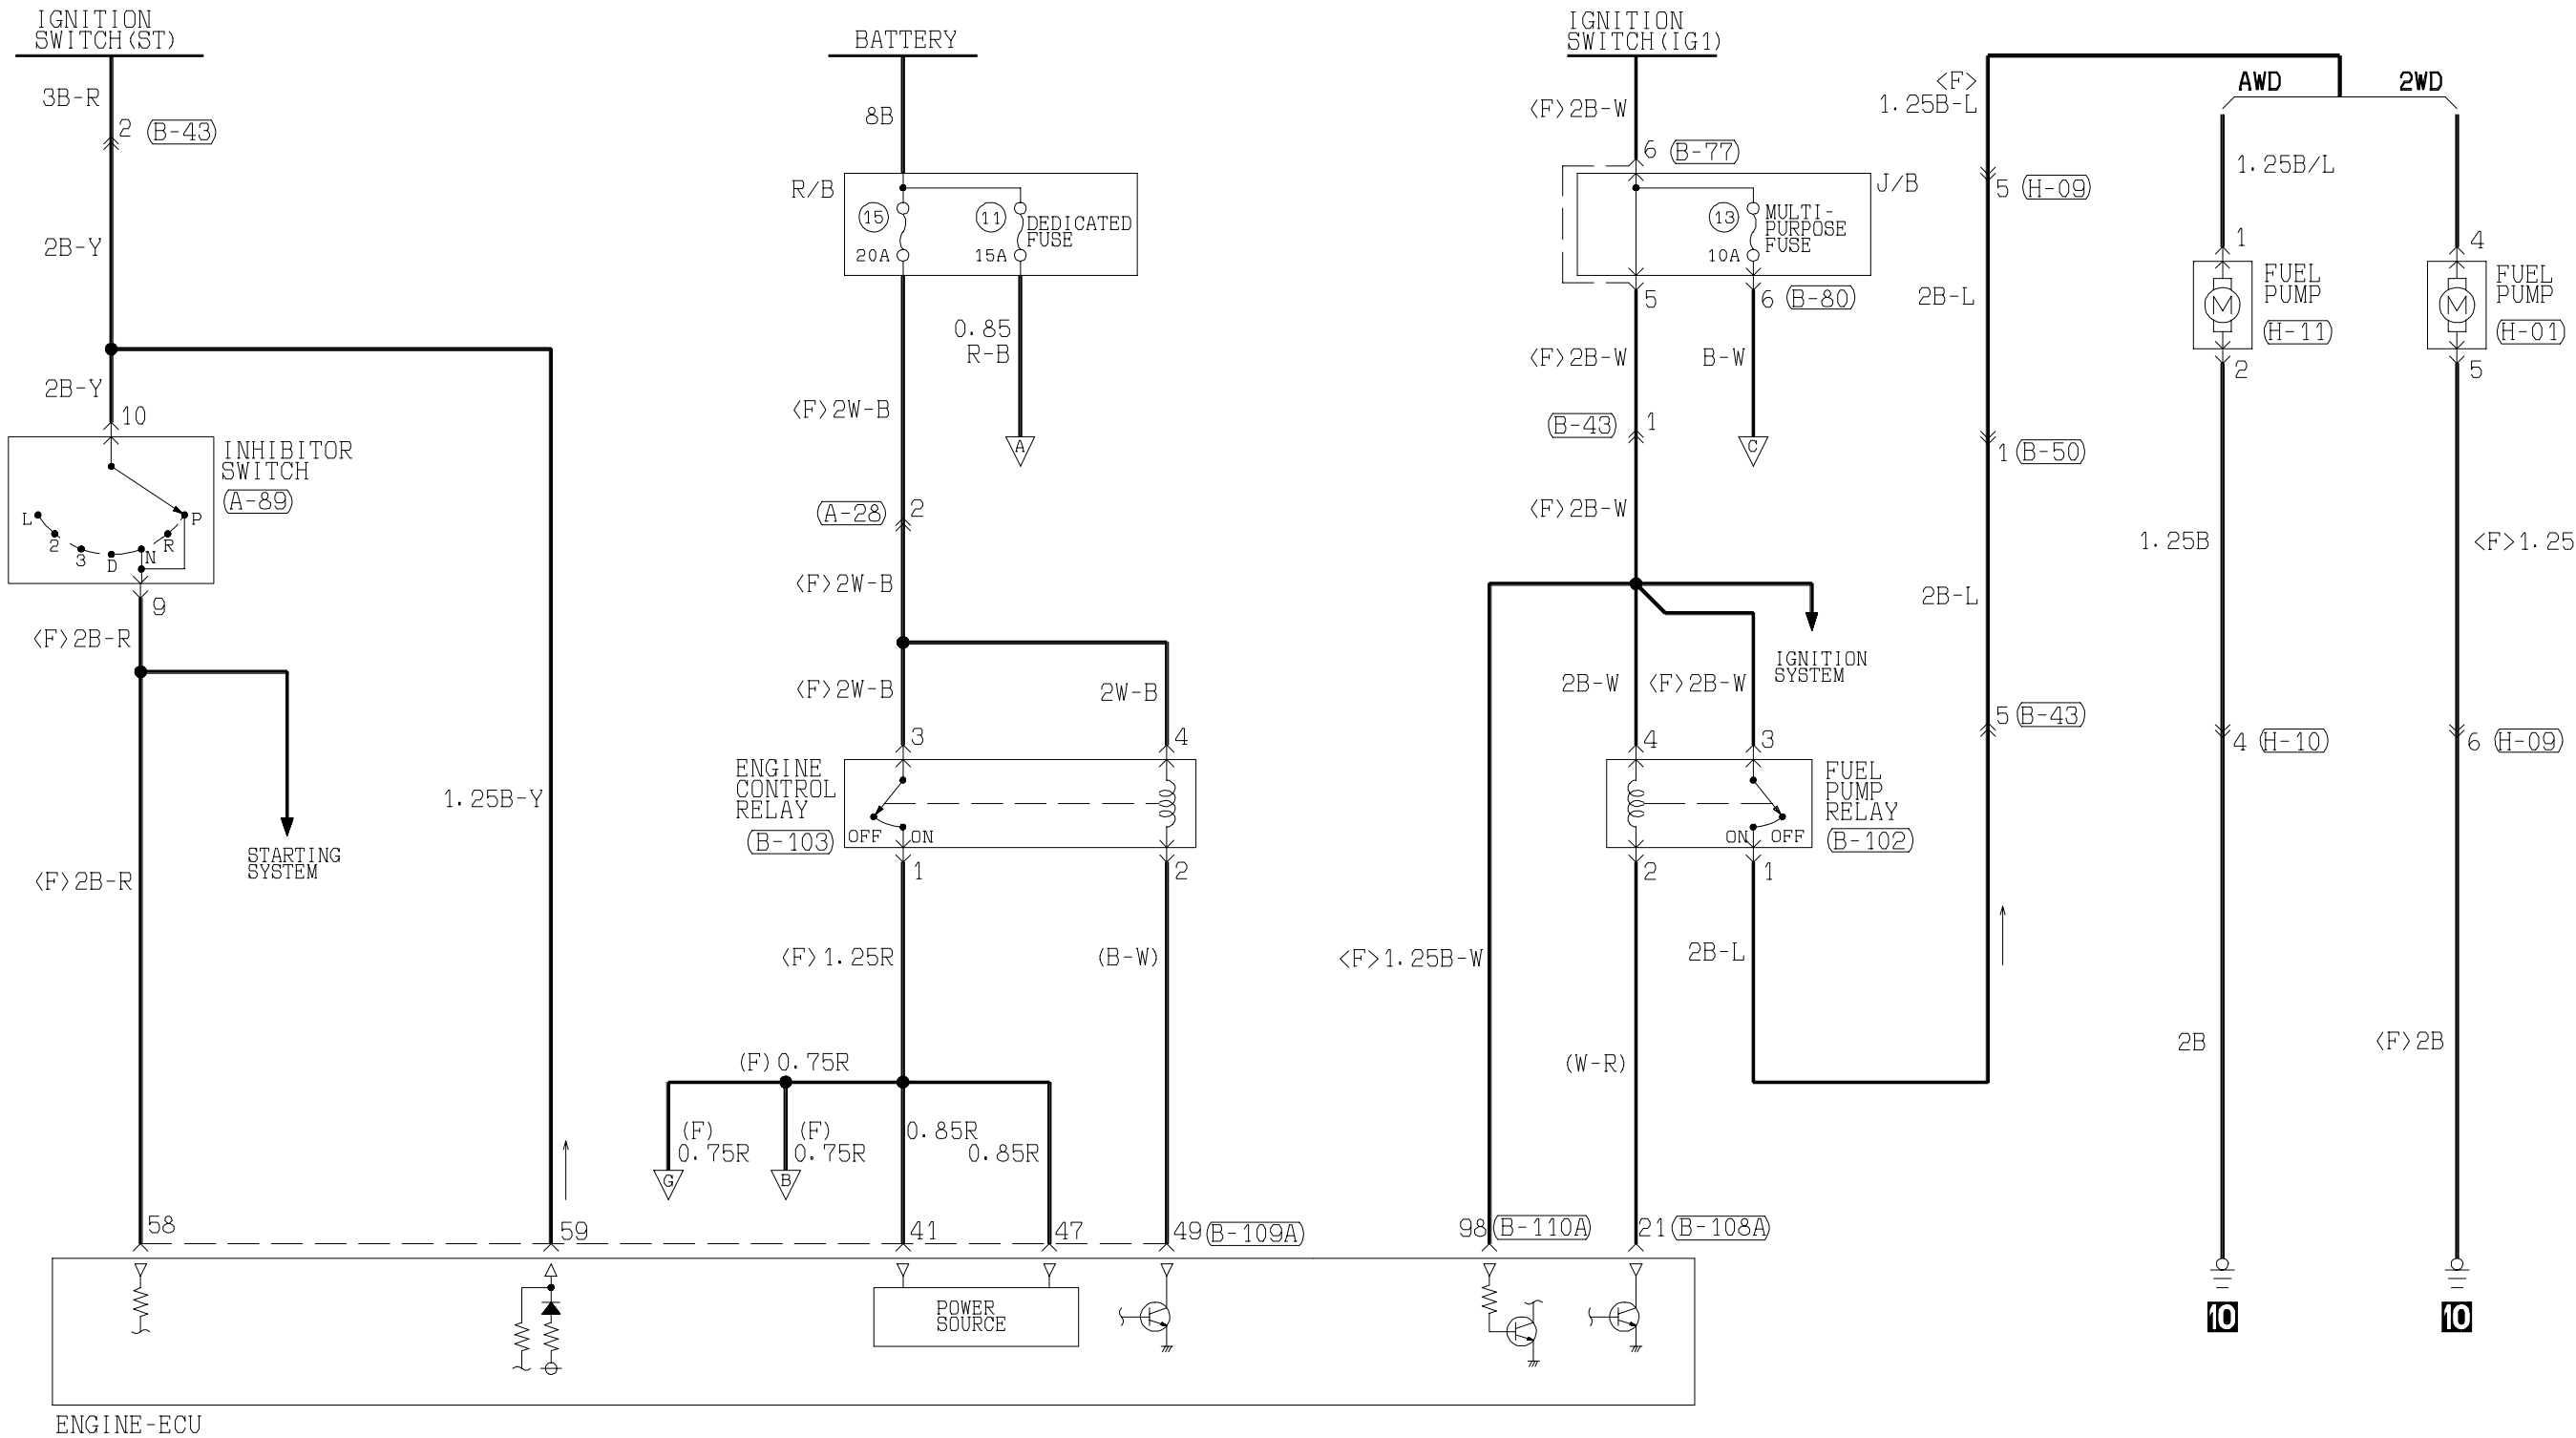 IGNITION
SWITCH(ST)
3B-R
2 (B-43)
2B-Y
2B-Y
10
INHIBITOR
SWITCH
(A-89)
L
2
3
D
N
R
P
9
<F>2B-R
STARTING
SYSTEM
<F>2B-R
1.25B-Y
58
59
BATTERY
8B
R/B
15
20A
11
15A
DEDICATED
FUSE
0.85
R-B
A
<F>2W-B
(A-28) 2
<F>2W-B
<F>2W-B
2W-B
3
4
ENGINE
CONTROL
RELAY
(B-103)
OFF
ON
1
2
<F>1.25R
(B-W)
(F)0.75R
(F)
0.75R
(F)
0.75R
0.85R
0.85R
G
B
41
47
49 (B-109A)
IGNITION
SWITCH(IG1)
<F>2B-W
6 (B-77)
J/B
13
10A
MULTI-
PURPOSE
FUSE
5
6 (B-80)
<F>2B-W
B-W
(B-43) 1
C
<F>2B-W
IGNITION
SYSTEM
2B-W
<F>2B-W
4
3
FUEL
PUMP
RELAY
(B-102)
ON
OFF
2
1
<F>1.25B-W
2B-L
(W-R)
98 (B-110A)
21 (B-108A)
<F>
1.25B-L
5 (H-09)
2B-L
1 (B-50)
2B-L
5 (B-43)
AWD
2WD
1.25B/L
1
4
M
FUEL
PUMP
(H-11)
M
FUEL
PUMP
(H-01)
2
5
1.25B
<F>1.25
4 (H-10)
6 (H-09)
2B
<F>2B
10
10
POWER
SOURCE
ENGINE-ECU